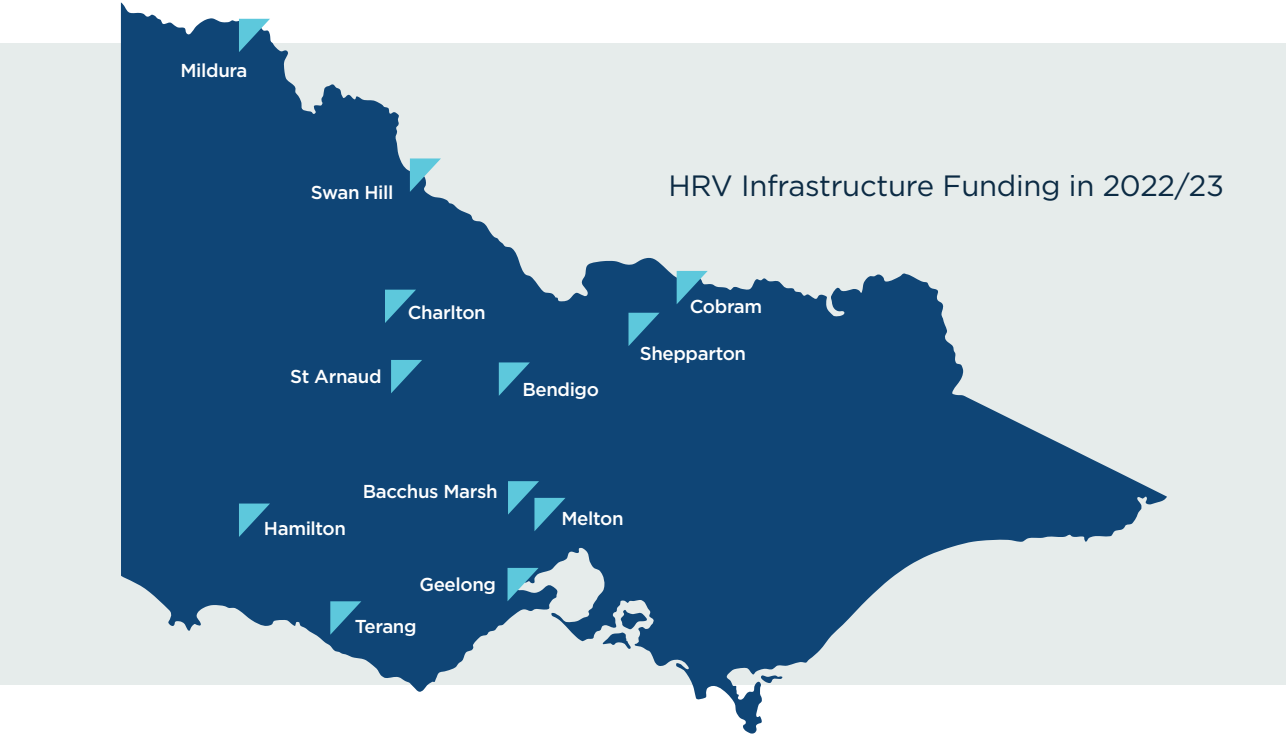 Mildura
Swan Hill
HRV Infrastructure Funding in 2022/23
Cobram
Charlton
Shepparton
St Arnaud
Bendigo
Bacchus Marsh
Melton
Hamilton
Geelong
Terang